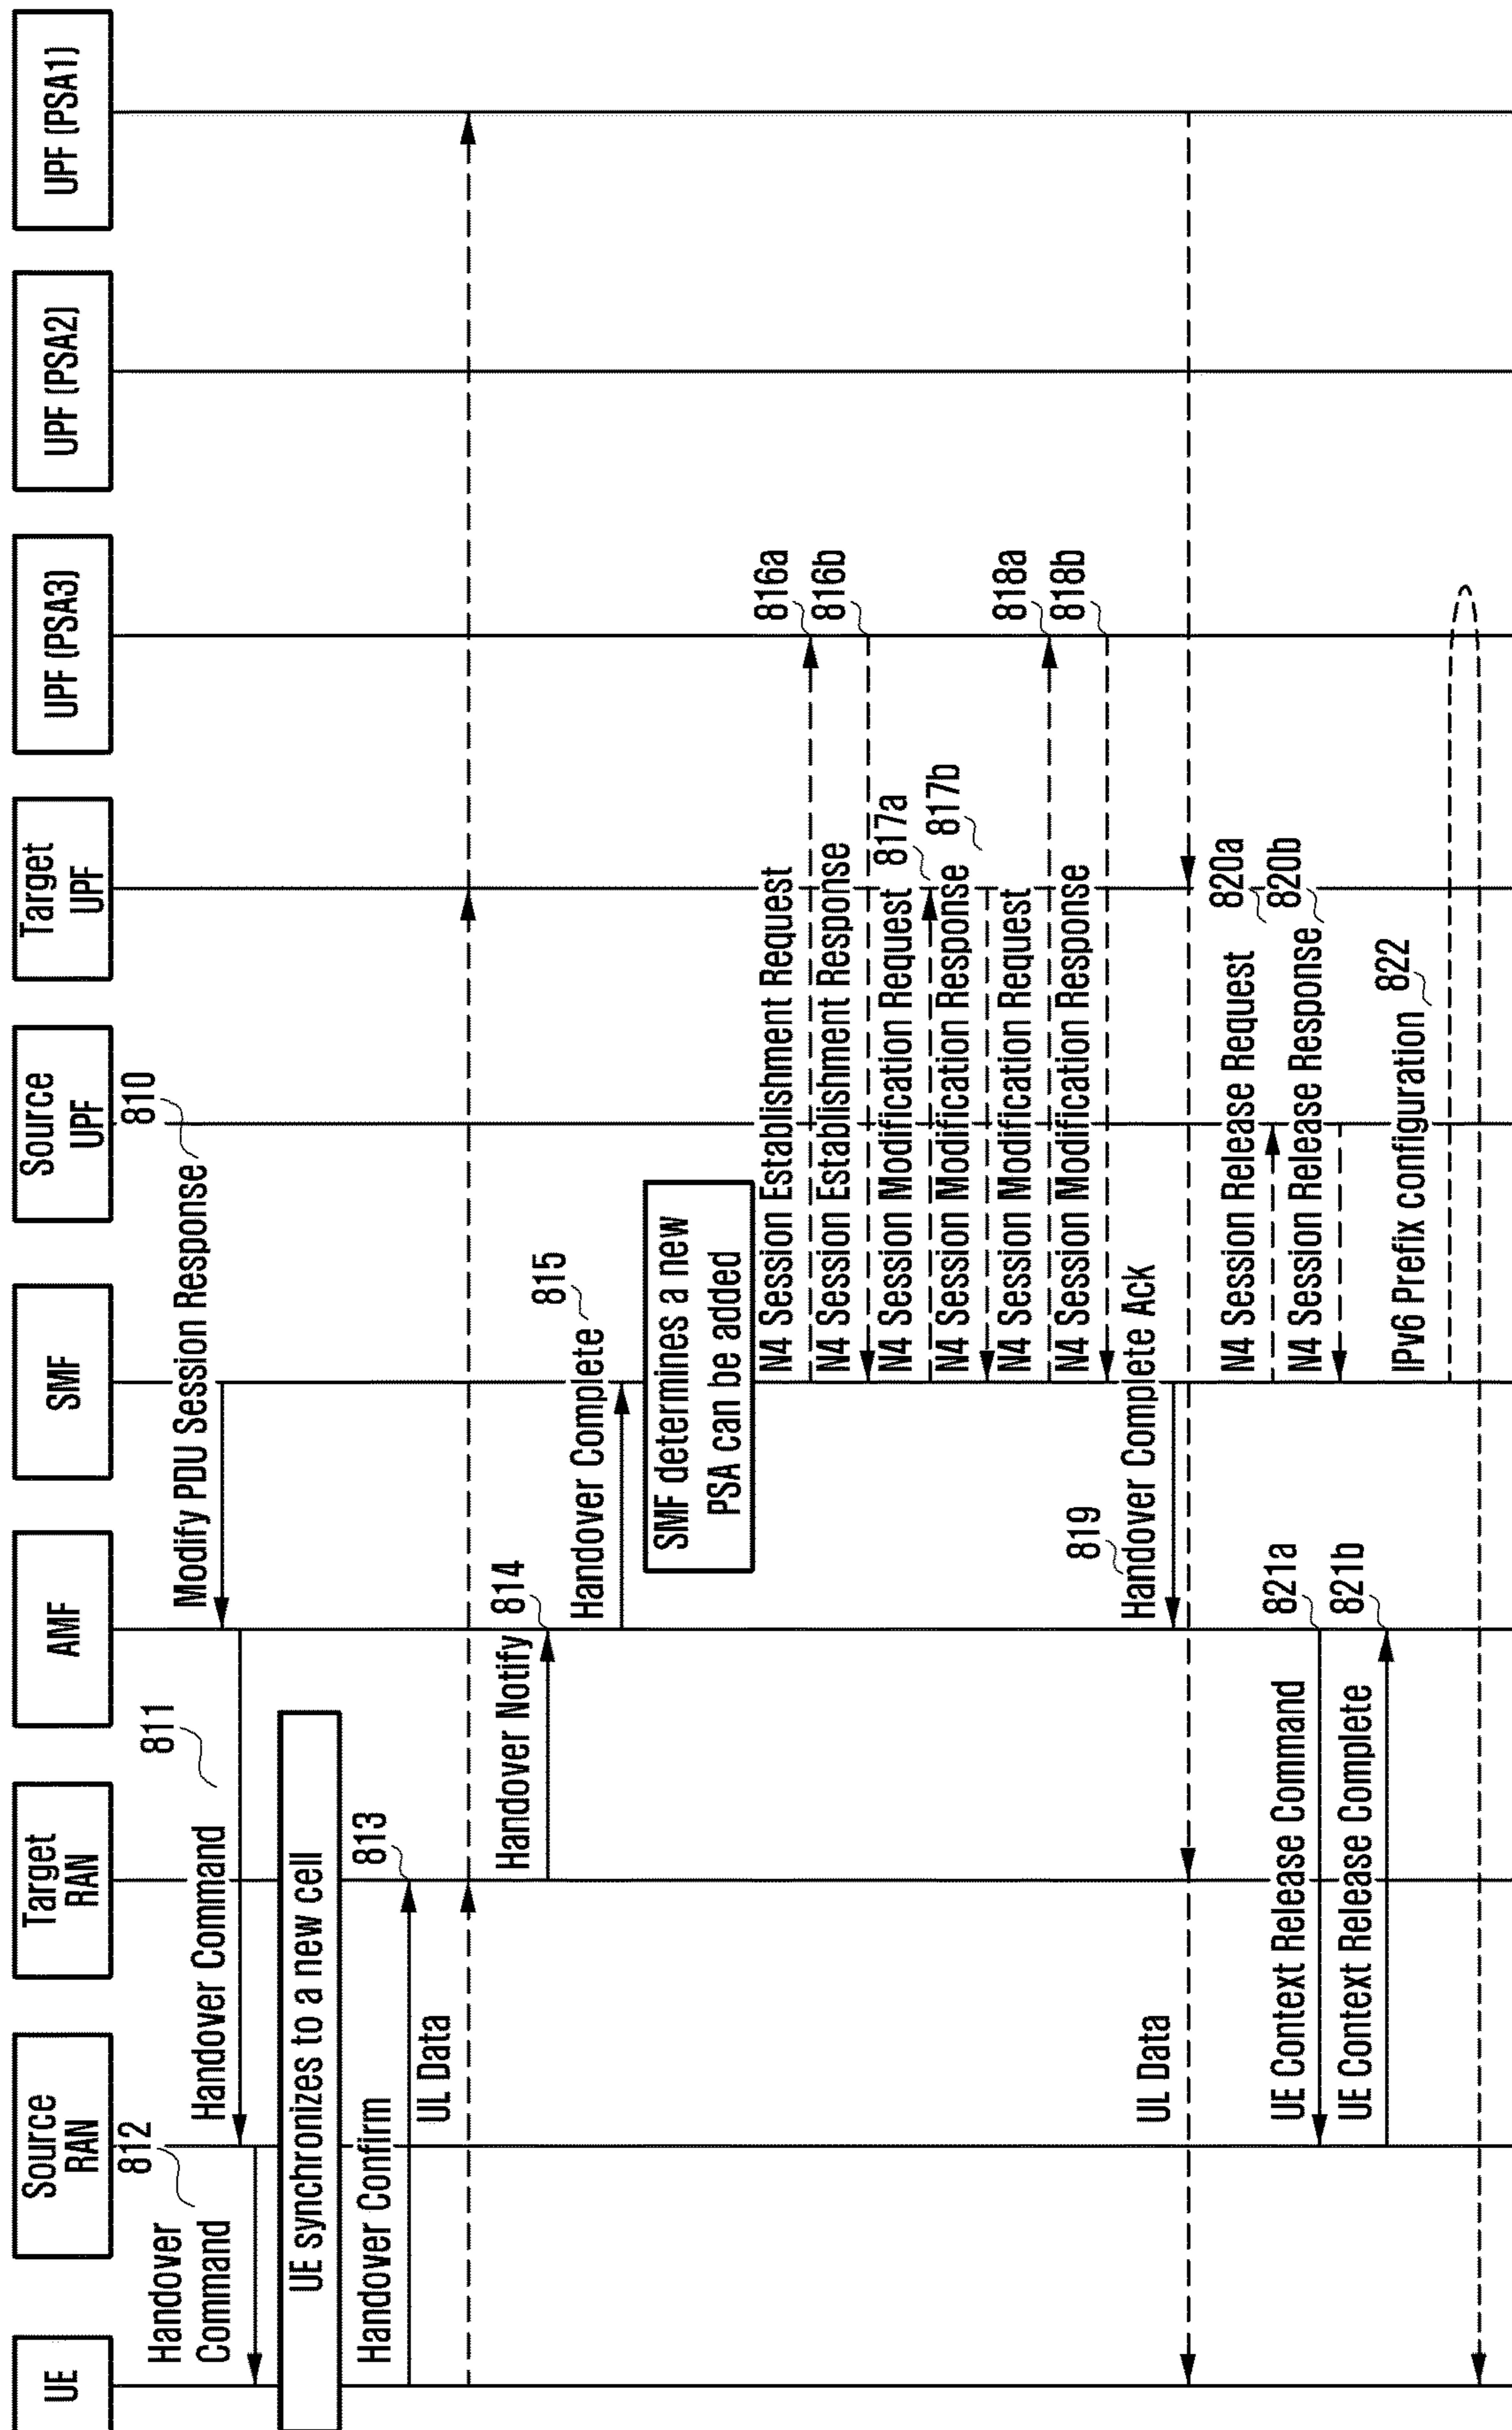 UE
Source
RAN
Target
RAN
AMF
SMF
Source
UPF
Target
UPF
UPF (PSA3)
UPF (PSA2)
UPF (PSA1)
810
Modify PDU Session Response
811
Handover Command
812
Handover
Command
UE synchronizes to a new cell
813
Handover Confirm
UL Data
814
Handover Notify
815
Handover Complete
SMF determines a new
PSA can be added
816a
N4 Session Establishment Request
816b
N4 Session Establishment Response
817a
N4 Session Modification Request
817b
N4 Session Modification Response
818a
N4 Session Modification Request
818b
N4 Session Modification Response
819
Handover Complete Ack
UL Data
820a
N4 Session Release Request
820b
N4 Session Release Response
821a
UE Context Release Command
821b
UE Context Release Complete
822
IPv6 Prefix configuration